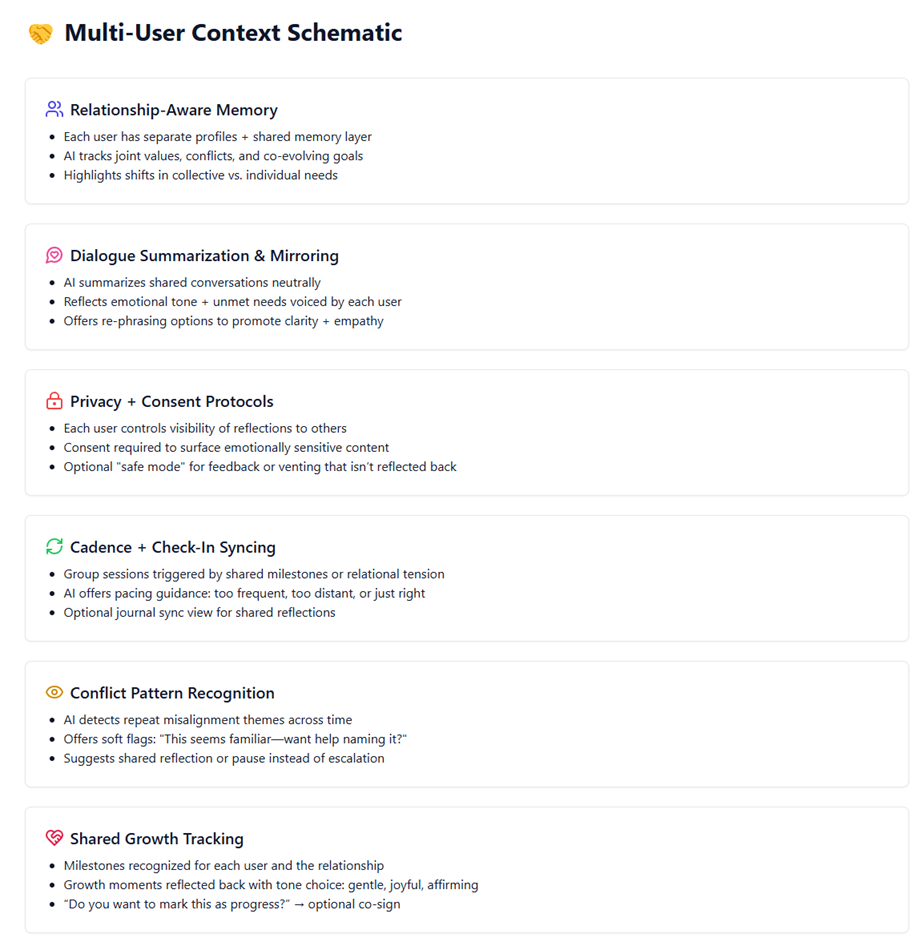 Multi-User Context Schematic
Relationship-Aware Memory
• Each user has separate profiles + shared memory layer
• AI tracks joint values, conflicts, and co-evolving goals
• Highlights shifts in collective vs. individual needs
Dialogue Summarization & Mirroring
• AI summarizes shared conversations neutrally
• Reflects emotional tone + unmet needs voiced by each user
• Offers re-phrasing options to promote clarity + empathy
Privacy + Consent Protocols
• Each user controls visibility of reflections to others
• Consent required to surface emotionally sensitive content
• Optional "safe mode" for feedback or venting that isn't reflected back
Cadence + Check-In Syncing
• Group sessions triggered by shared milestones or relational tension
• AI offers pacing guidance: too frequent, too distant, or just right
• Optional journal sync view for shared reflections
Conflict Pattern Recognition
• AI detects repeat misalignment themes across time
• Offers soft flags: "This seems familiar—want help naming it?"
• Suggests shared reflection or pause instead of escalation
Shared Growth Tracking
• Milestones recognized for each user and the relationship
• Growth moments reflected back with tone choice: gentle, joyful, affirming
• "Do you want to mark this as progress?" → optional co-sign